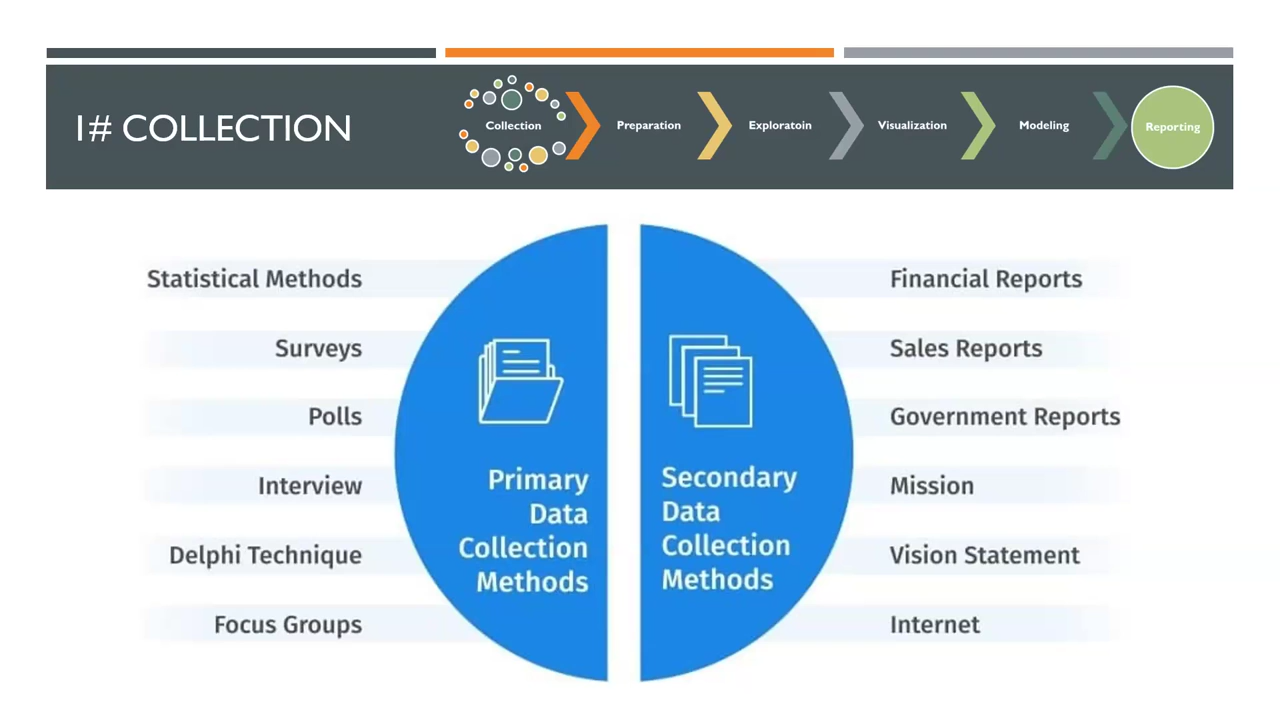 1# COLLECTION
Collection
Preparation
Exploratoin
Visualization
Modeling
Reporting
Statistical Methods
Surveys
Polls
Interview
Delphi Technique
Focus Groups
Primary
Data
Collection
Methods
Secondary
Data
Collection
Methods
Financial Reports
Sales Reports
Government Reports
Mission
Vision Statement
Internet